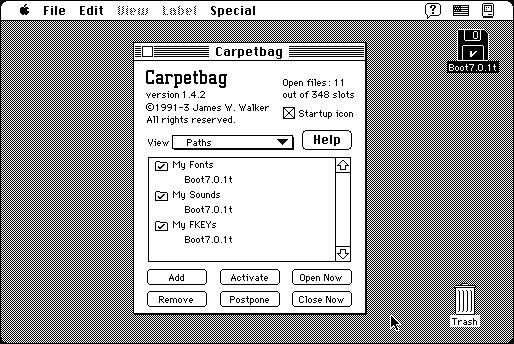 File Edit View Label Special
Carpetbag
Boot7.0.1t
Carpetbag
version 1.4.2
©1991-3 James W. Walker
All rights reserved.
Open files: 11
out of 348 slots
Startup icon
View Paths Help
My Fonts
Boot7.0.1t
My Sounds
Boot7.0.1t
My FKEYs
Boot7.0.1t
Add Activate Open Now
Remove Postpone Close Now
Trash